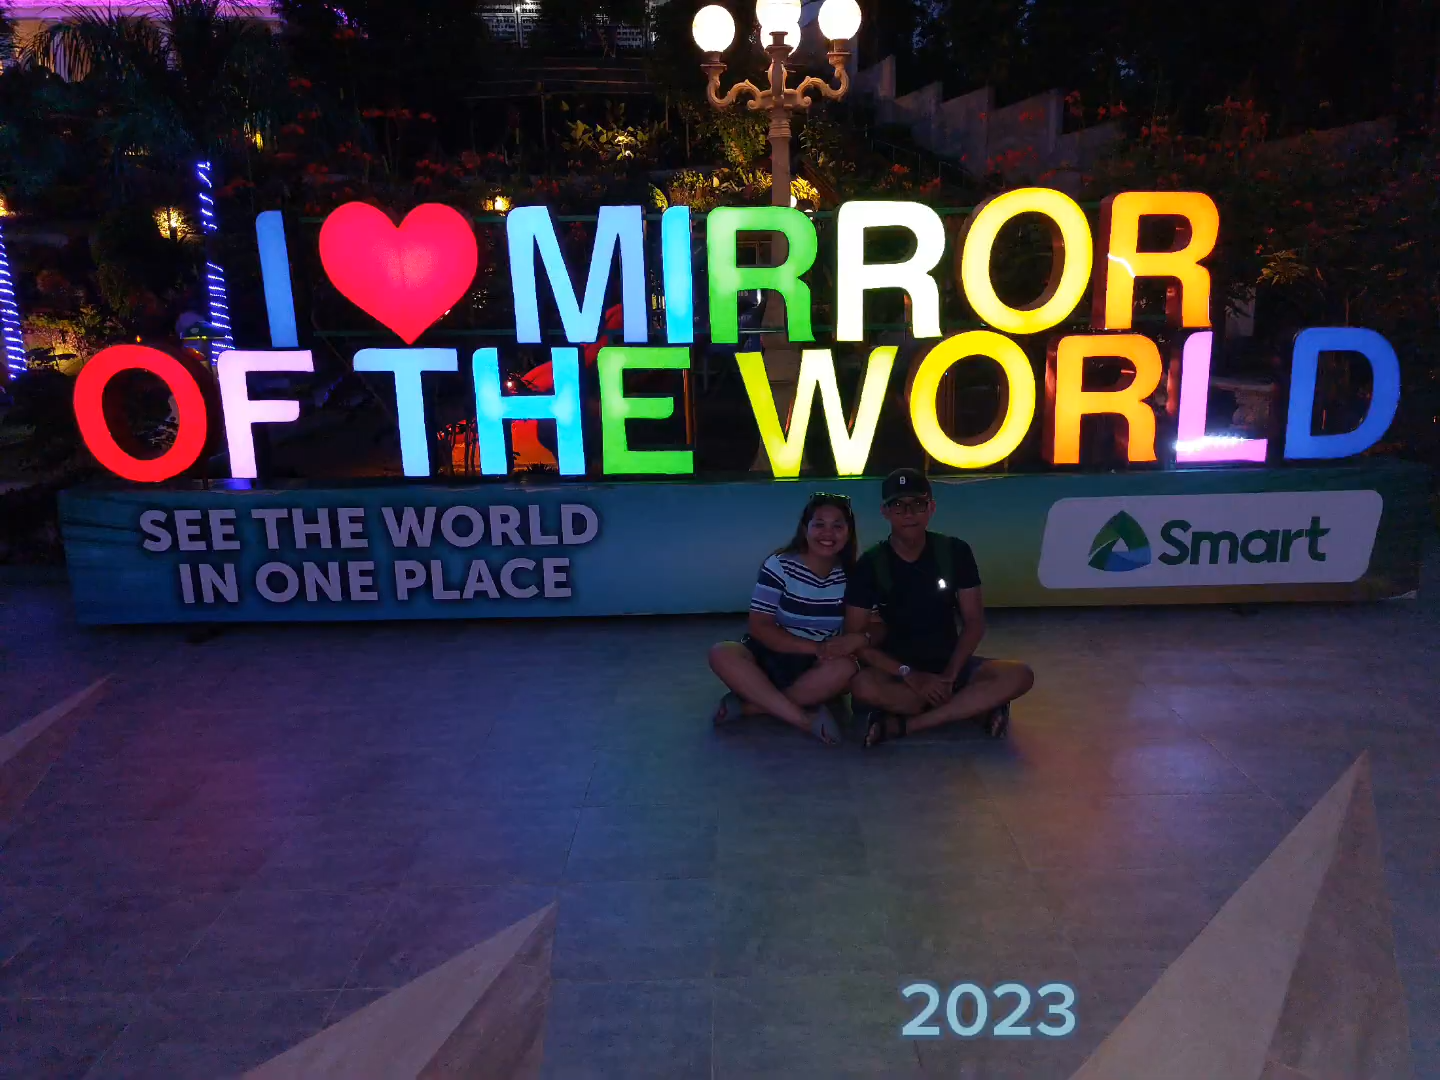 I ❤ MIRROR
OF THE WORLD
SEE THE WORLD
IN ONE PLACE
Smart
2023